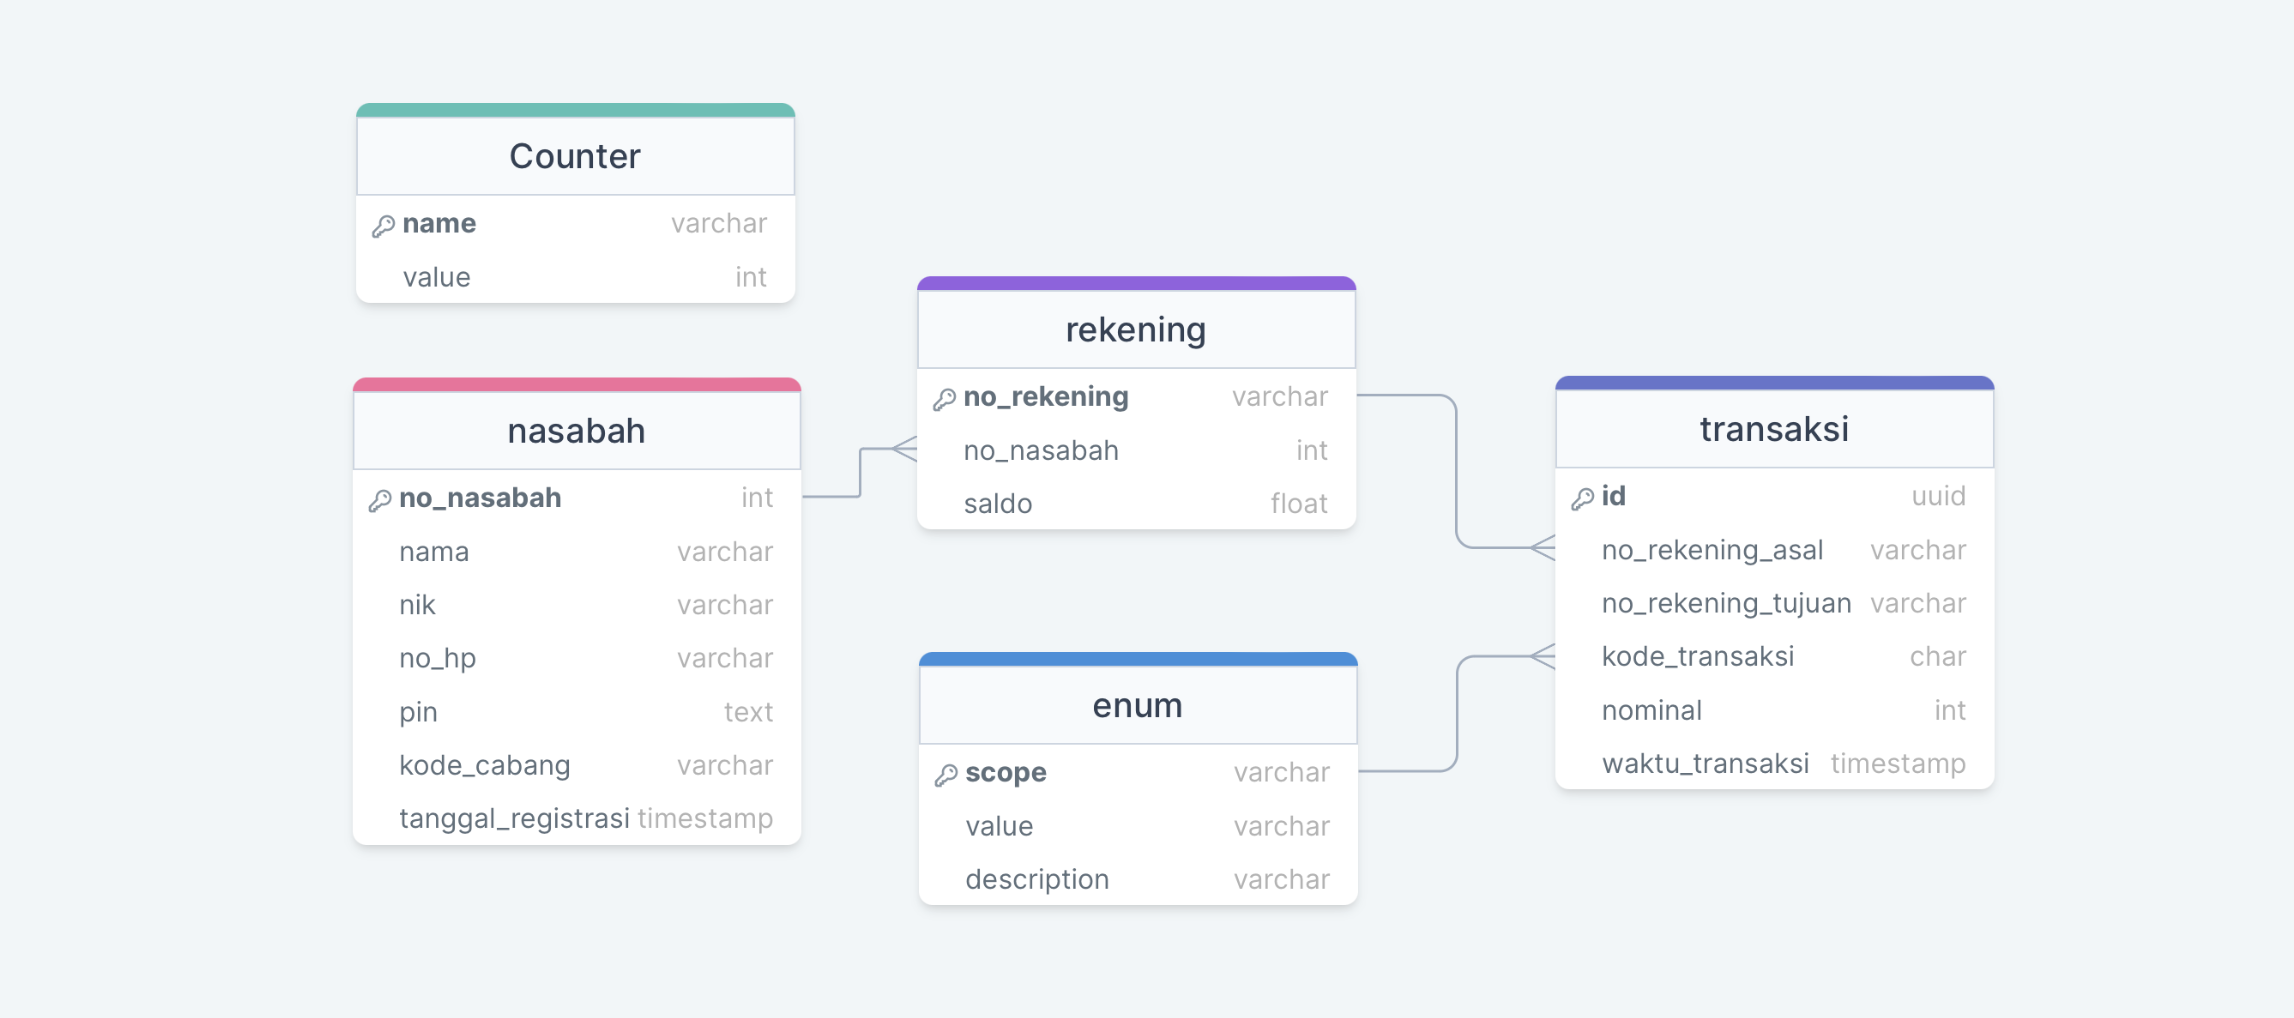 Counter
name varchar
value int
nasabah
no_nasabah int
nama varchar
nik varchar
no_hp varchar
pin text
kode_cabang varchar
tanggal_registrasi timestamp
rekening
no_rekening varchar
no_nasabah int
saldo float
enum
scope varchar
value varchar
description varchar
transaksi
id uuid
no_rekening_asal varchar
no_rekening_tujuan varchar
kode_transaksi char
nominal int
waktu_transaksi timestamp